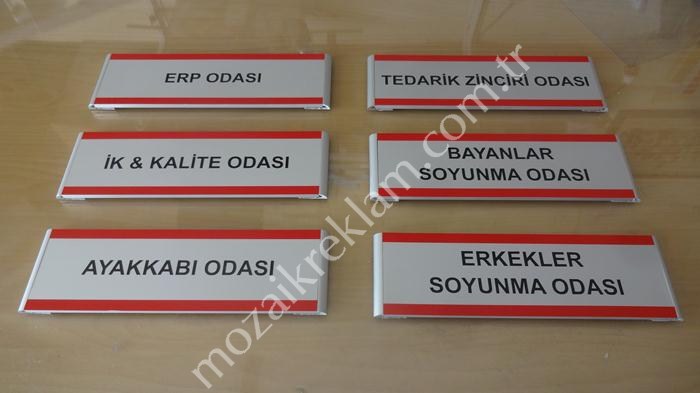 ERP ODASI
TEDARİK ZİNCİRİ ODASI
İK & KALİTE ODASI
BAYANLAR
SOYUNMA ODASI
AYAKKABI ODASI
ERKEKLER
SOYUNMA ODASI
mozaikreklam.com.tr